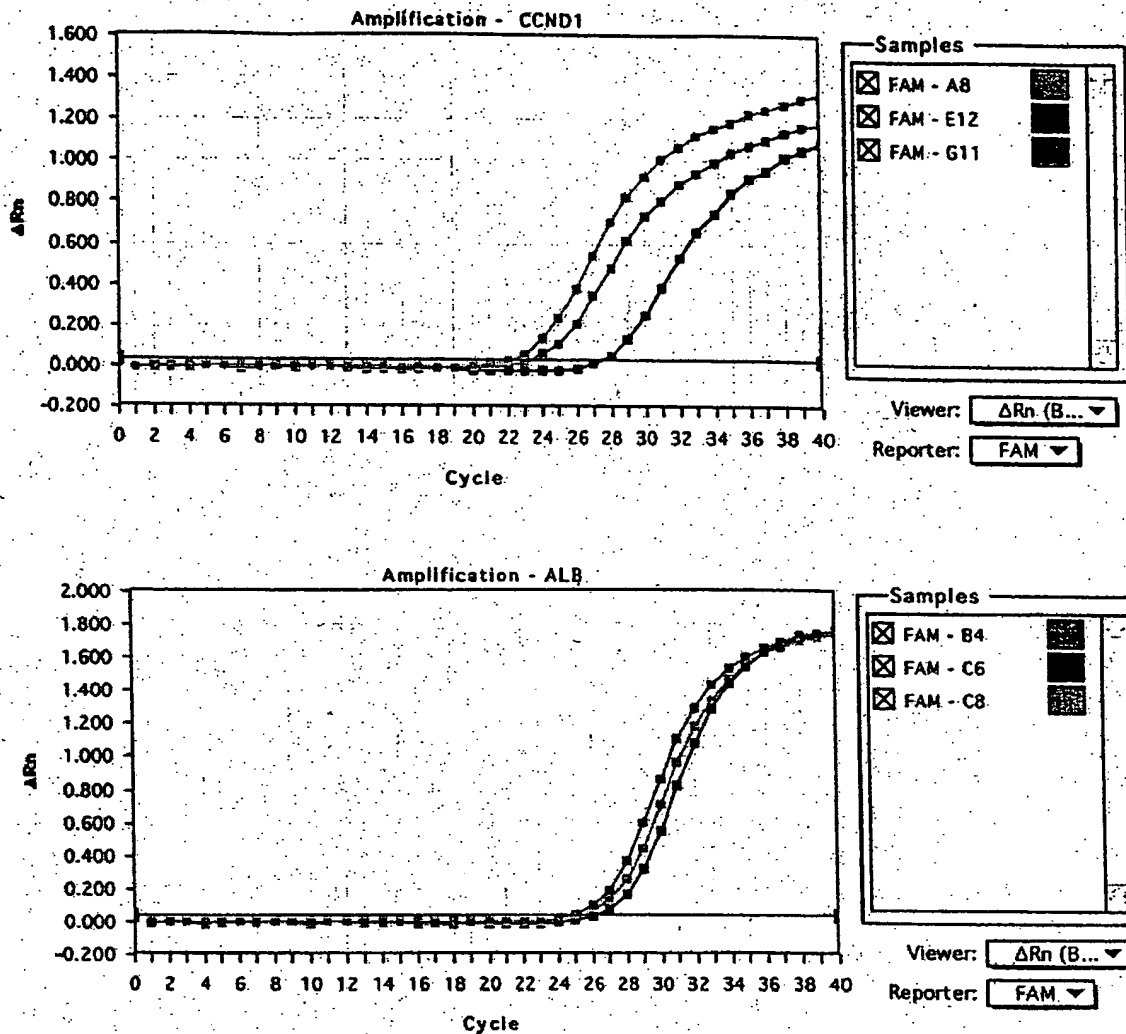 Amplification - CCND1
1.600
1.400
1.200
1.000
0.800
0.600
0.400
0.200
0.000
-0.200
ΔRn
0 2 4 6 8 10 12 14 16 18 20 22 24 26 28 30 32 34 36 38 40
Cycle
Samples
FAM - A8
FAM - E12
FAM - G11
Viewer: ΔRn (B...
Reporter: FAM
Amplification - ALB
2.000
1.800
1.600
1.400
1.200
1.000
0.800
0.600
0.400
0.200
0.000
-0.200
ΔRn
0 2 4 6 8 10 12 14 16 18 20 22 24 26 28 30 32 34 36 38 40
Cycle
Samples
FAM - B4
FAM - C6
FAM - C8
Viewer: ΔRn (B...
Reporter: FAM